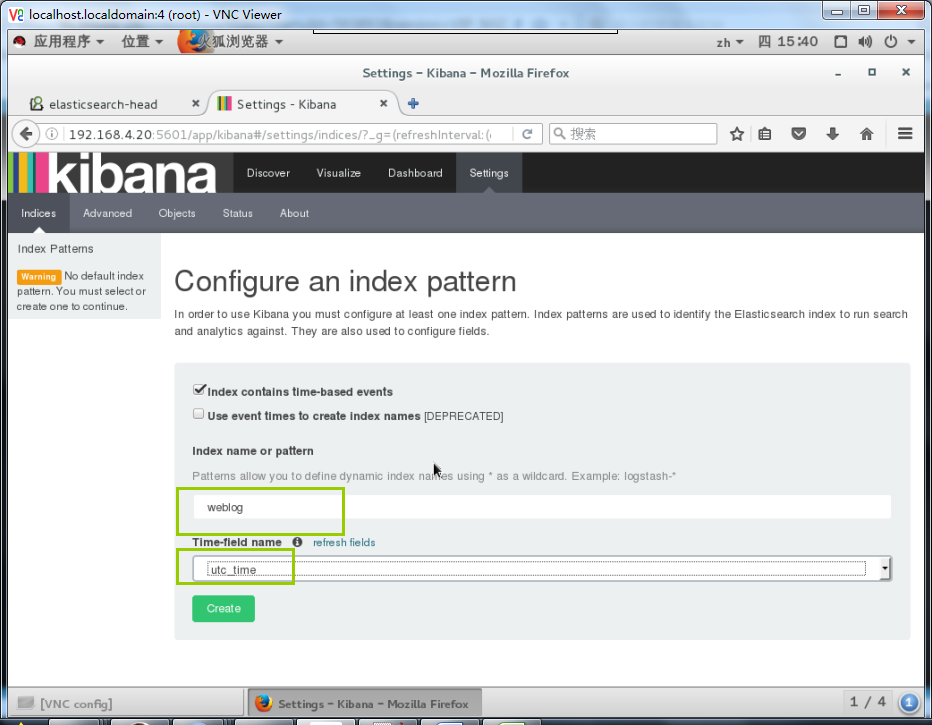 localhost.localdomain:4 (root) - VNC Viewer
应用程序 位置 火狐浏览器 zh 四 15:40
Settings – Kibana – Mozilla Firefox
elasticsearch-head Settings - Kibana
192.168.4.20:5601/app/kibana#/settings/indices/?_g=(refreshInterval:( 搜索
kibana Discover Visualize Dashboard Settings
Indices Advanced Objects Status About
Index Patterns
Warning No default index
pattern. You must select or
create one to continue.
Configure an index pattern
In order to use Kibana you must configure at least one index pattern. Index patterns are used to identify the Elasticsearch index to run search
and analytics against. They are also used to configure fields.
Index contains time-based events
Use event times to create index names [DEPRECATED]
Index name or pattern
Patterns allow you to define dynamic index names using * as a wildcard. Example: logstash-*
weblog
Time-field name refresh fields
utc_time
Create
[VNC config] Settings – Kibana – Mozilla Firefox 1 / 4 1